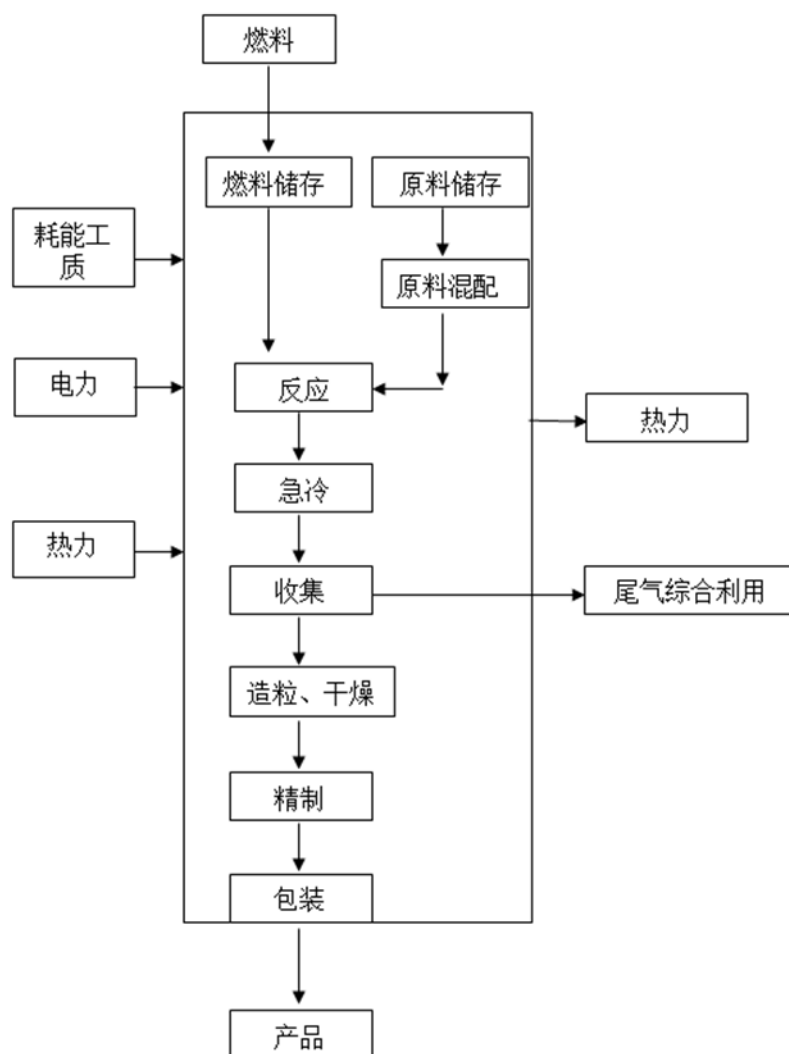 燃料
燃料储存
原料储存
耗能工
质
原料混配
电力
反应
热力
急冷
热力
收集
尾气综合利用
造粒、干燥
精制
包装
产品